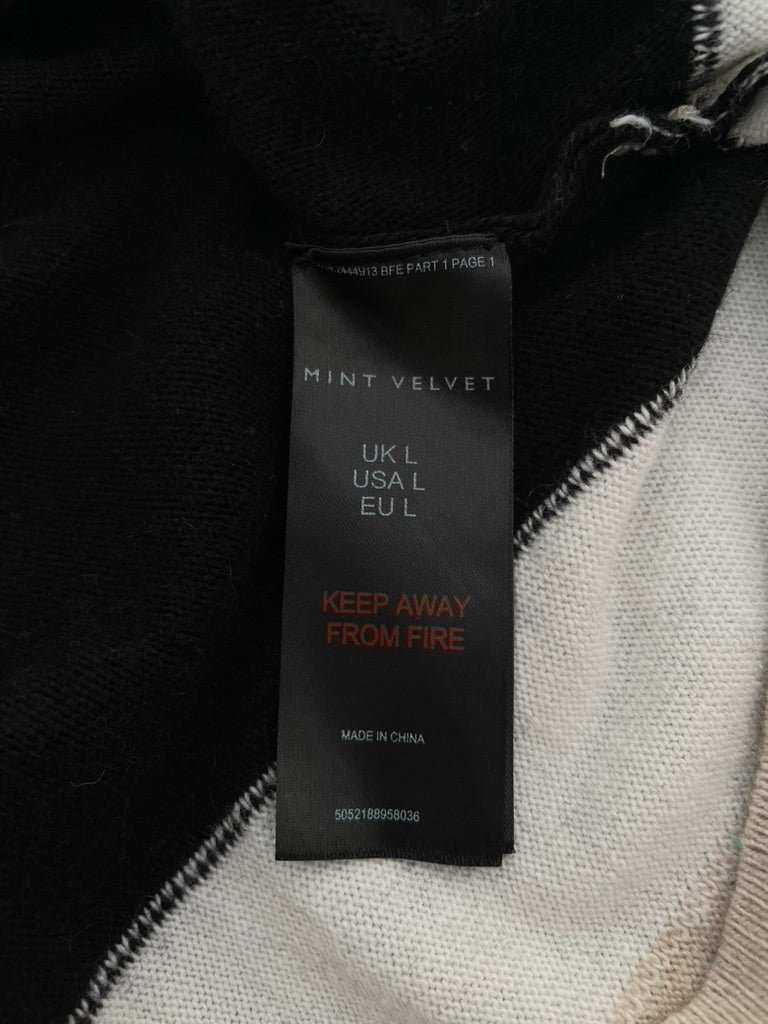 BFE PART 1 PAGE 1
MINT VELVET
UK L
USA L
EU L
KEEP AWAY
FROM FIRE
MADE IN CHINA
5052188958036